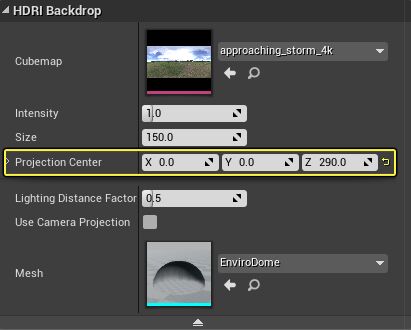 HDRI Backdrop
Cubemap
approaching_storm_4k
Intensity 1.0
Size 150.0
Projection Center X 0.0 Y 0.0 Z 290.0
Lighting Distance Factor 0.5
Use Camera Projection
Mesh
EnviroDome